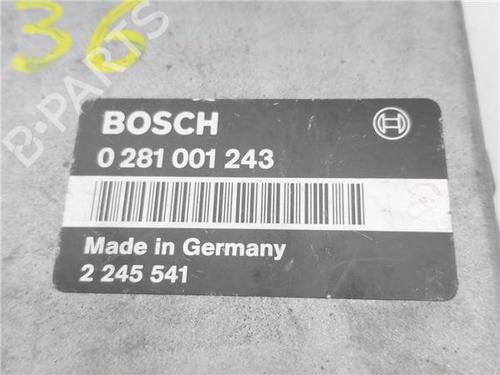 36
B-PARTS
BOSCH
0 281 001 243
Made in Germany
2 245 541